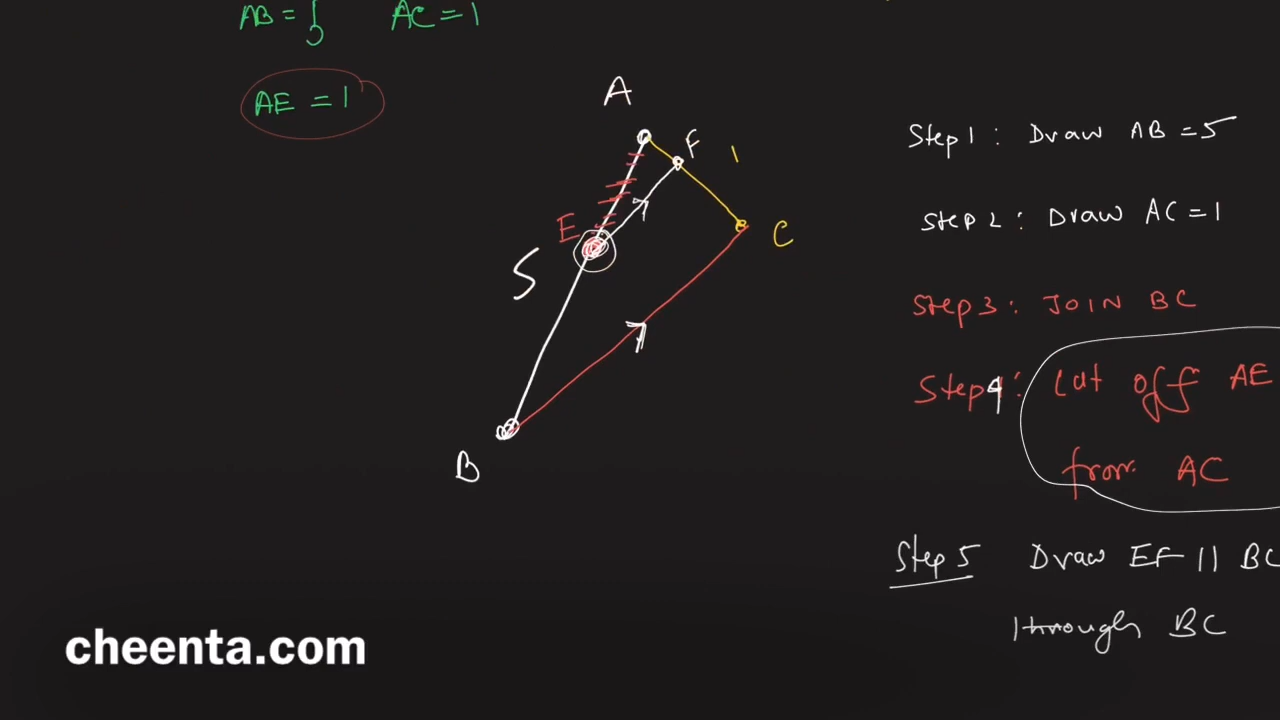 AB = 5 AC = 1
AE = 1
A
F 1
E
C
5
B
Step 1 : Draw AB = 5
Step 2 : Draw AC = 1
Step 3 : JOIN BC
Step 4 : Cut off AE
from AC
Step 5 Draw EF || BC
through BC
cheenta.com